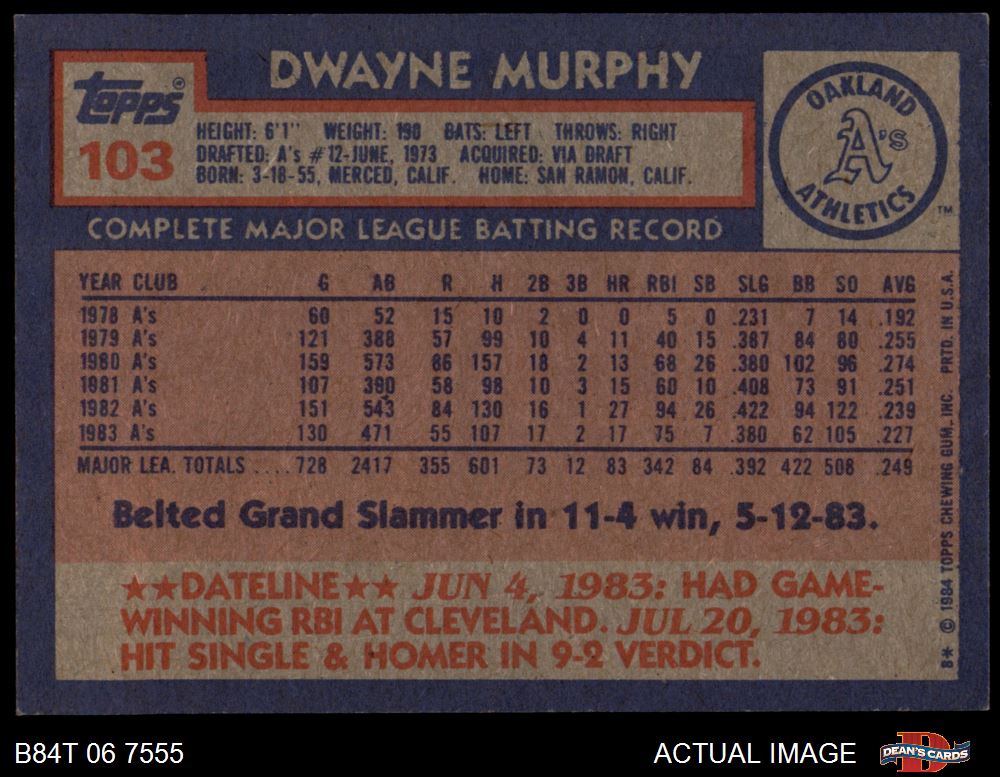 DWAYNE MURPHY
Topps®
103
HEIGHT: 6'1" WEIGHT: 190 BATS: LEFT THROWS: RIGHT
DRAFTED: A's #12-JUNE, 1973 ACQUIRED: VIA DRAFT
BORN: 3-18-55, MERCED, CALIF. HOME: SAN RAMON, CALIF.
OAKLAND
A's
ATHLETICS
TM
COMPLETE MAJOR LEAGUE BATTING RECORD
YEAR CLUB G AB R H 2B 3B HR RBI SB SLG BB SO AVG
1978 A's 60 52 15 10 2 0 0 5 0 .231 7 14 .192
1979 A's 121 388 57 99 10 4 11 40 15 .387 84 80 .255
1980 A's 159 573 86 157 18 2 13 68 26 .380 102 96 .274
1981 A's 107 390 58 98 10 3 15 60 10 .408 73 91 .251
1982 A's 151 543 84 130 16 1 27 94 26 .422 94 122 .239
1983 A's 130 471 55 107 17 2 17 75 7 .380 62 105 .227
MAJOR LEA. TOTALS ....728 2417 355 601 73 12 83 342 84 .392 422 508 .249
Belted Grand Slammer in 11-4 win, 5-12-83.
★★DATELINE★★ JUN 4, 1983: HAD GAME-
WINNING RBI AT CLEVELAND. JUL 20, 1983:
HIT SINGLE & HOMER IN 9-2 VERDICT.
B* © 1984 TOPPS CHEWING GUM, INC. PRTD. IN U.S.A.
B84T 06 7555
ACTUAL IMAGE
D
DEAN'S CARDS